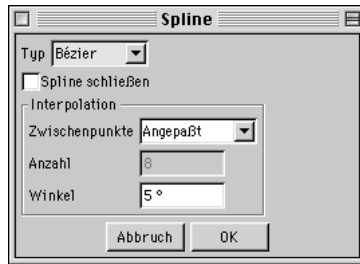 Spline
Typ Bézier
Spline schließen
Interpolation
Zwischenpunkte Angepaßt
Anzahl 8
Winkel 5 °
Abbruch OK